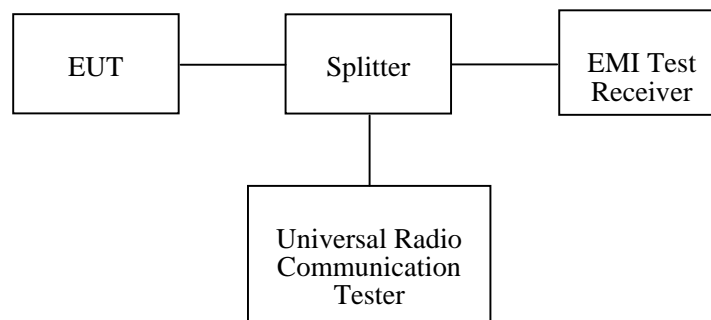 EUT
Splitter
EMI Test
Receiver
Universal Radio
Communication
Tester